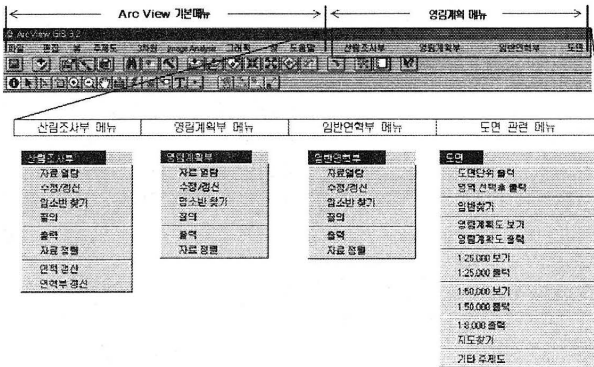 Arc View 기본메뉴 영림계획 메뉴
ArcView GIS 3.2
파일 편집 뷰 주제도 3차원 Image Analysis 그래픽 창 도움말 산림조사부 영림계획부 임반연혁부 도면
산림조사부 메뉴 영림계획부 메뉴 임반연혁부 메뉴 도면 관련 메뉴
산림조사부
자료열람
수정/갱신
임소반 찾기
질의
출력
자료 정렬
면적 갱신
연혁부 갱신
영림계획부
자료 열람
수정/갱신
임소반 찾기
질의
출력
자료 정렬
임반연혁부
자료열람
수정/갱신
임소반 찾기
질의
출력
자료 정렬
도면
도면단위 출력
영역 선택후 출력
임반찾기
영림계획도 보기
영림계획도 출력
1:25,000 보기
1:25,000 출력
1:50,000 보기
1:50,000 출력
1:6,000 출력
지도찾기
기타 주제도